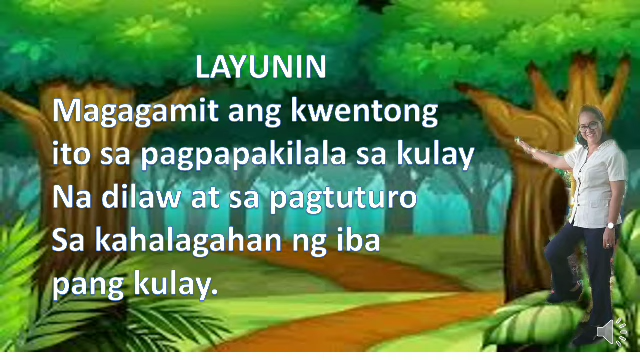 LAYUNIN
Magagamit ang kwentong
ito sa pagpapakilala sa kulay
Na dilaw at sa pagtuturo
Sa kahalagahan ng iba
pang kulay.